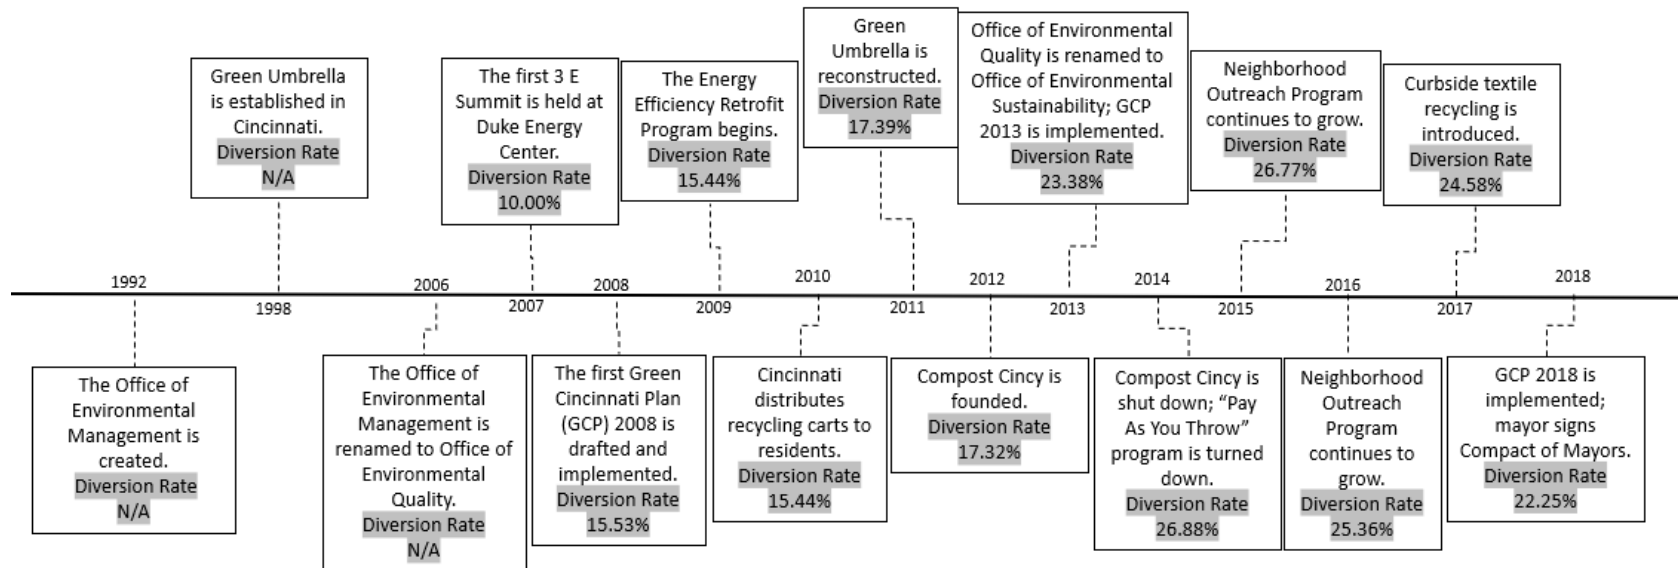 Green Umbrella
is established in
Cincinnati.
Diversion Rate
N/A
The first 3 E
Summit is held at
Duke Energy
Center.
Diversion Rate
10.00%
The Energy
Efficiency Retrofit
Program begins.
Diversion Rate
15.44%
Green
Umbrella is
reconstructed.
Diversion Rate
17.39%
Office of Environmental
Quality is renamed to
Office of Environmental
Sustainability; GCP
2013 is implemented.
Diversion Rate
23.38%
Neighborhood
Outreach Program
continues to grow.
Diversion Rate
26.77%
Curbside textile
recycling is
introduced.
Diversion Rate
24.58%
1992
1998
2006
2007
2008
2009
2010
2011
2012
2013
2014
2015
2016
2017
2018
The Office of
Environmental
Management is
created.
Diversion Rate
N/A
The Office of
Environmental
Management is
renamed to Office of
Environmental
Quality.
Diversion Rate
N/A
The first Green
Cincinnati Plan
(GCP) 2008 is
drafted and
implemented.
Diversion Rate
15.53%
Cincinnati
distributes
recycling carts to
residents.
Diversion Rate
15.44%
Compost Cincy is
founded.
Diversion Rate
17.32%
Compost Cincy is
shut down; “Pay
As You Throw”
program is turned
down.
Diversion Rate
26.88%
Neighborhood
Outreach
Program
continues to
grow.
Diversion Rate
25.36%
GCP 2018 is
implemented;
mayor signs
Compact of Mayors.
Diversion Rate
22.25%